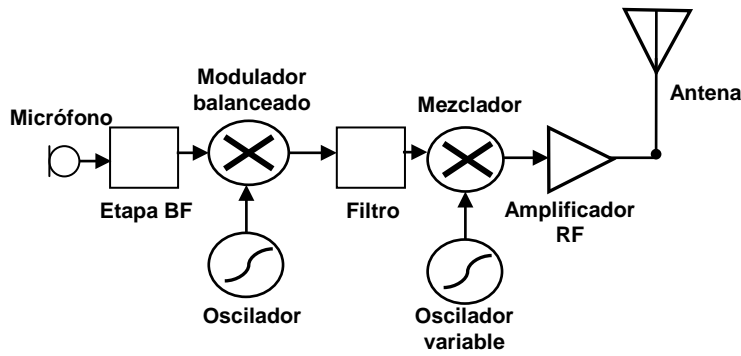 Micrófono
Etapa BF
Modulador
balanceado
Oscilador
Filtro
Mezclador
Oscilador
variable
Amplificador
RF
Antena